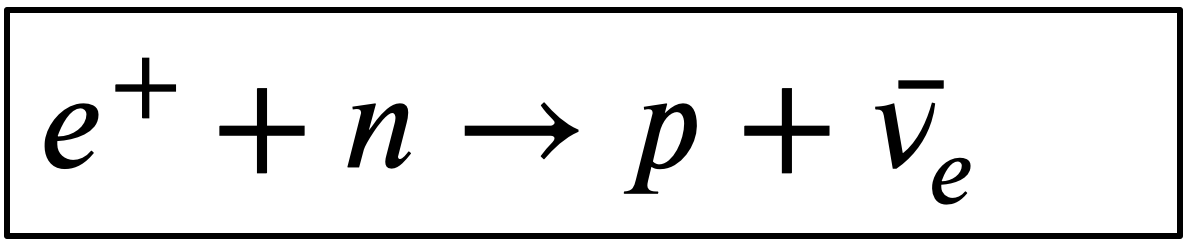 e⁺ + n → p + ν̄ₑ